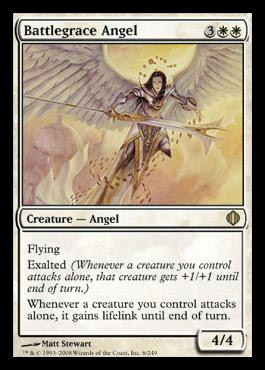 Battlegrace Angel 3
Creature — Angel
Flying
Exalted (Whenever a creature you control
attacks alone, that creature gets +1/+1 until
end of turn.)
Whenever a creature you control attacks
alone, it gains lifelink until end of turn.
4/4
Matt Stewart
™ & © 1993-2008 Wizards of the Coast, Inc. 6/249